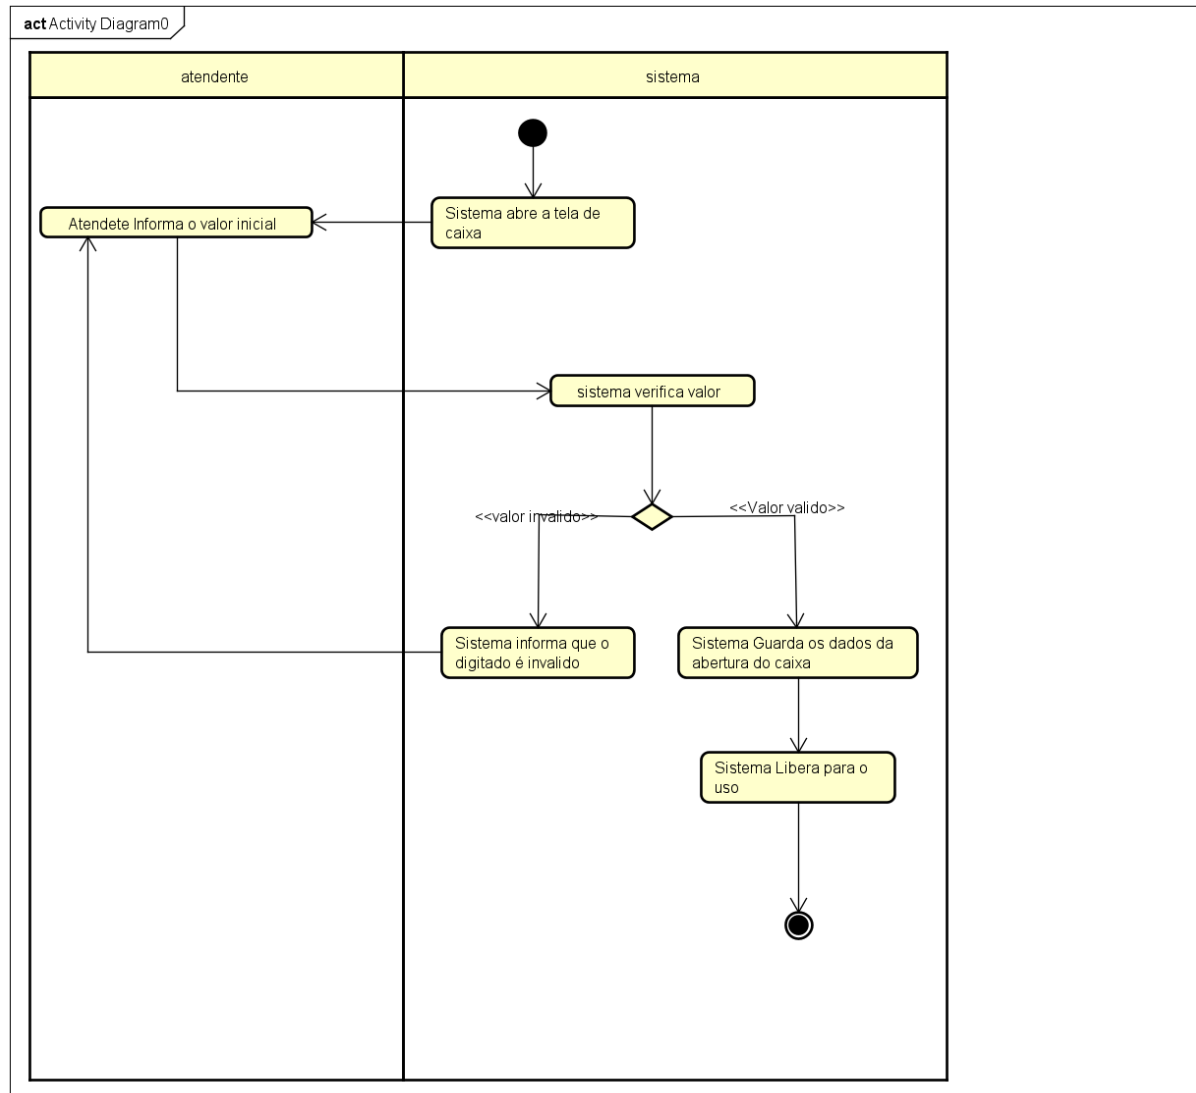 act Activity Diagram0
atendente
sistema
Sistema abre a tela de
caixa
Atendete Informa o valor inicial
sistema verifica valor
<<valor invalido>>
<<Valor valido>>
Sistema informa que o
digitado é invalido
Sistema Guarda os dados da
abertura do caixa
Sistema Libera para o
uso